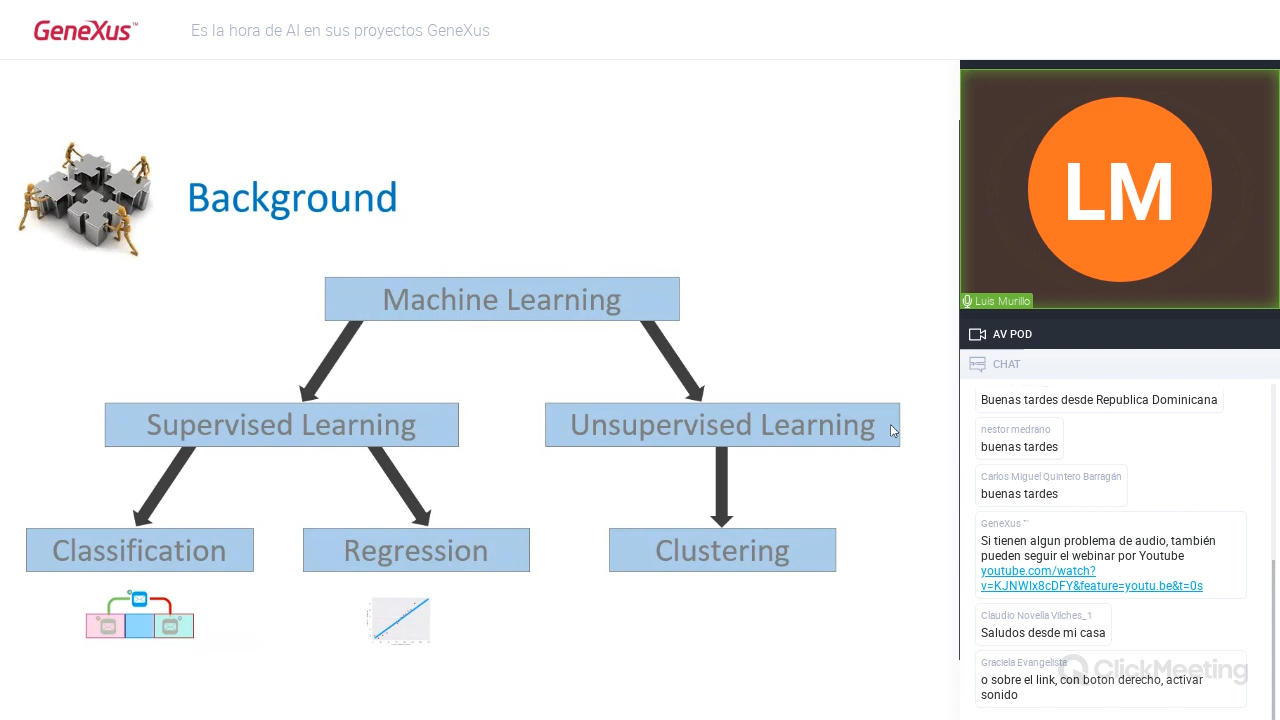 GeneXus™
Es la hora de AI en sus proyectos GeneXus
Background
Machine Learning
Supervised Learning
Unsupervised Learning
Classification
Regression
Clustering
LM
Luis Murillo
AV POD
CHAT
Buenas tardes desde Republica Dominicana
nestor medrano
buenas tardes
Carlos Miguel Quintero Barragán
buenas tardes
GeneXus ™
Si tienen algun problema de audio, también
pueden seguir el webinar por Youtube
youtube.com/watch?
v=KJNWIx8cDFY&feature=youtu.be&t=0s
Claudio Novella Vilches_1
Saludos desde mi casa
Graciela Evangelista
o sobre el link, con boton derecho, activar
sonido
ClickMeeting